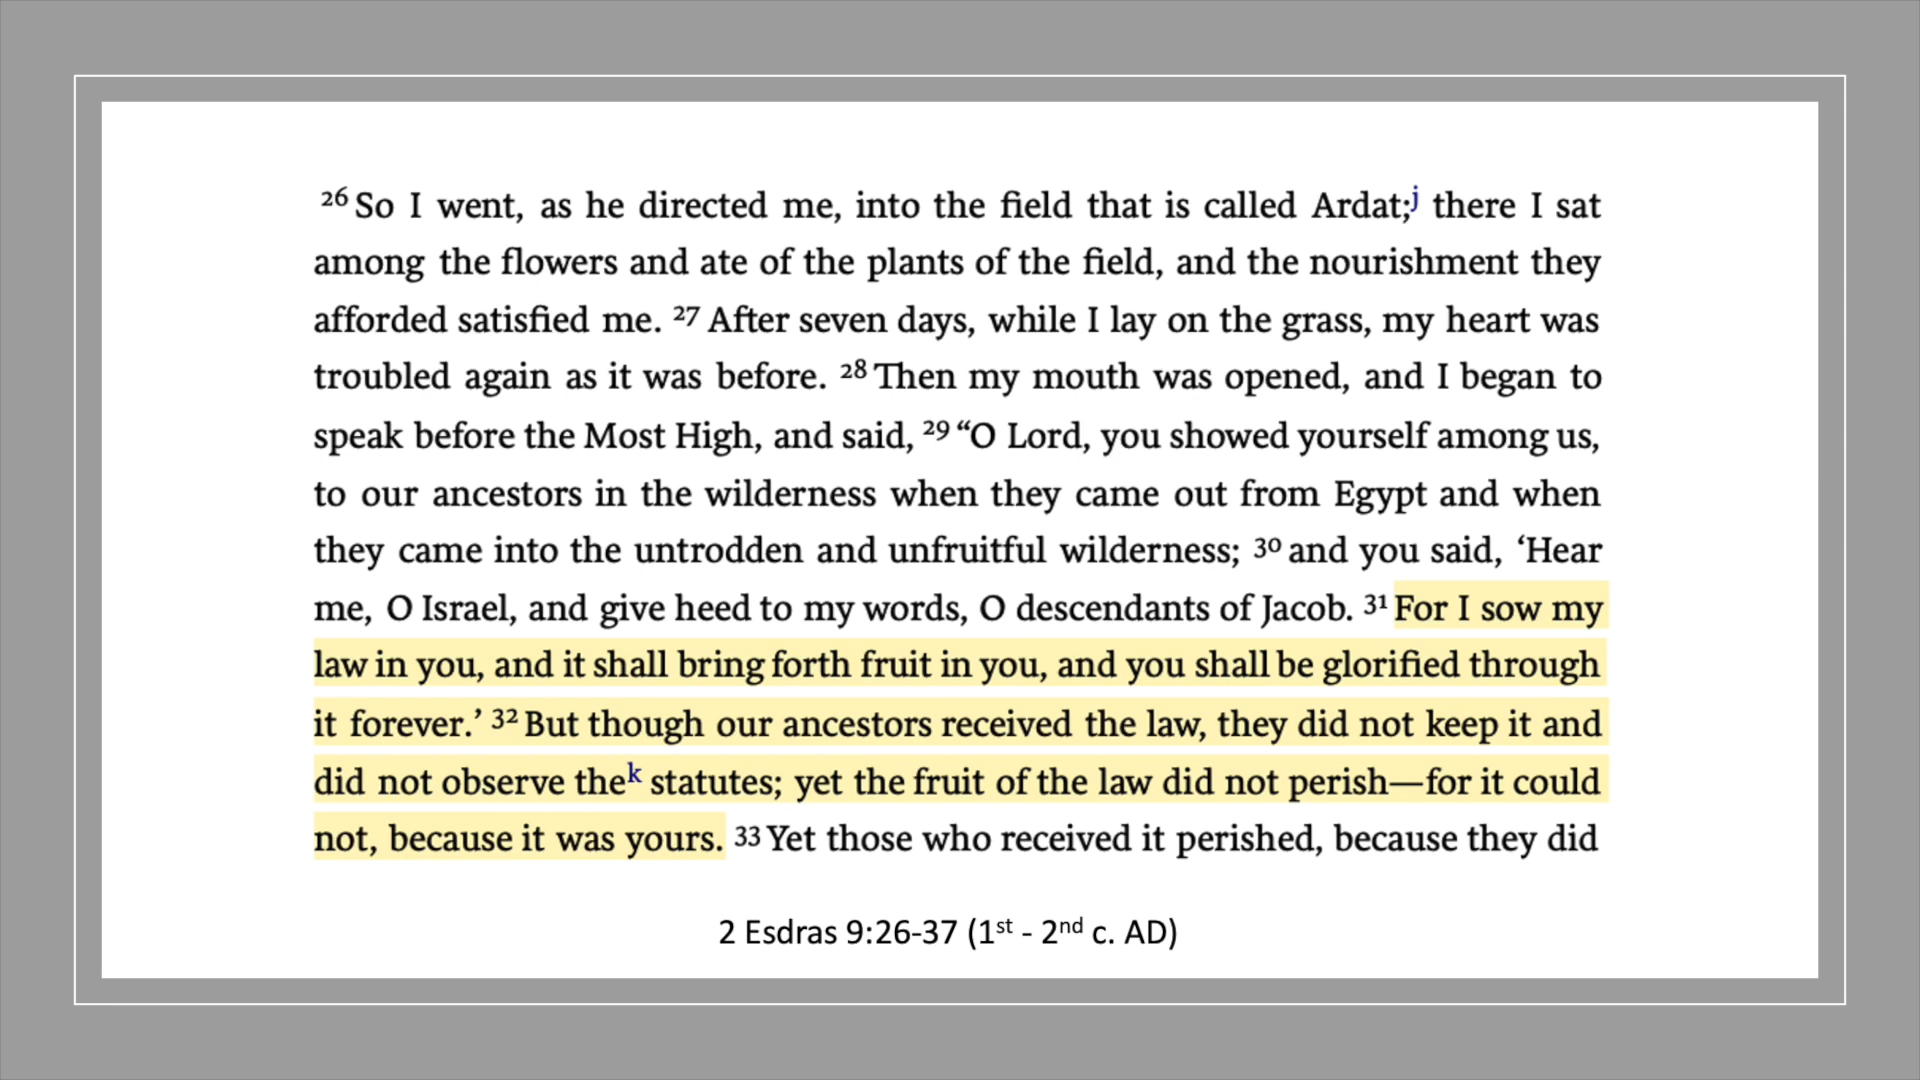 ²⁶ So I went, as he directed me, into the field that is called Ardat;ʲ there I sat
among the flowers and ate of the plants of the field, and the nourishment they
afforded satisfied me. ²⁷ After seven days, while I lay on the grass, my heart was
troubled again as it was before. ²⁸ Then my mouth was opened, and I began to
speak before the Most High, and said, ²⁹ “O Lord, you showed yourself among us,
to our ancestors in the wilderness when they came out from Egypt and when
they came into the untrodden and unfruitful wilderness; ³⁰ and you said, ‘Hear
me, O Israel, and give heed to my words, O descendants of Jacob. ³¹ For I sow my
law in you, and it shall bring forth fruit in you, and you shall be glorified through
it forever.’ ³² But though our ancestors received the law, they did not keep it and
did not observe theᵏ statutes; yet the fruit of the law did not perish—for it could
not, because it was yours. ³³ Yet those who received it perished, because they did
2 Esdras 9:26-37 (1st - 2nd c. AD)